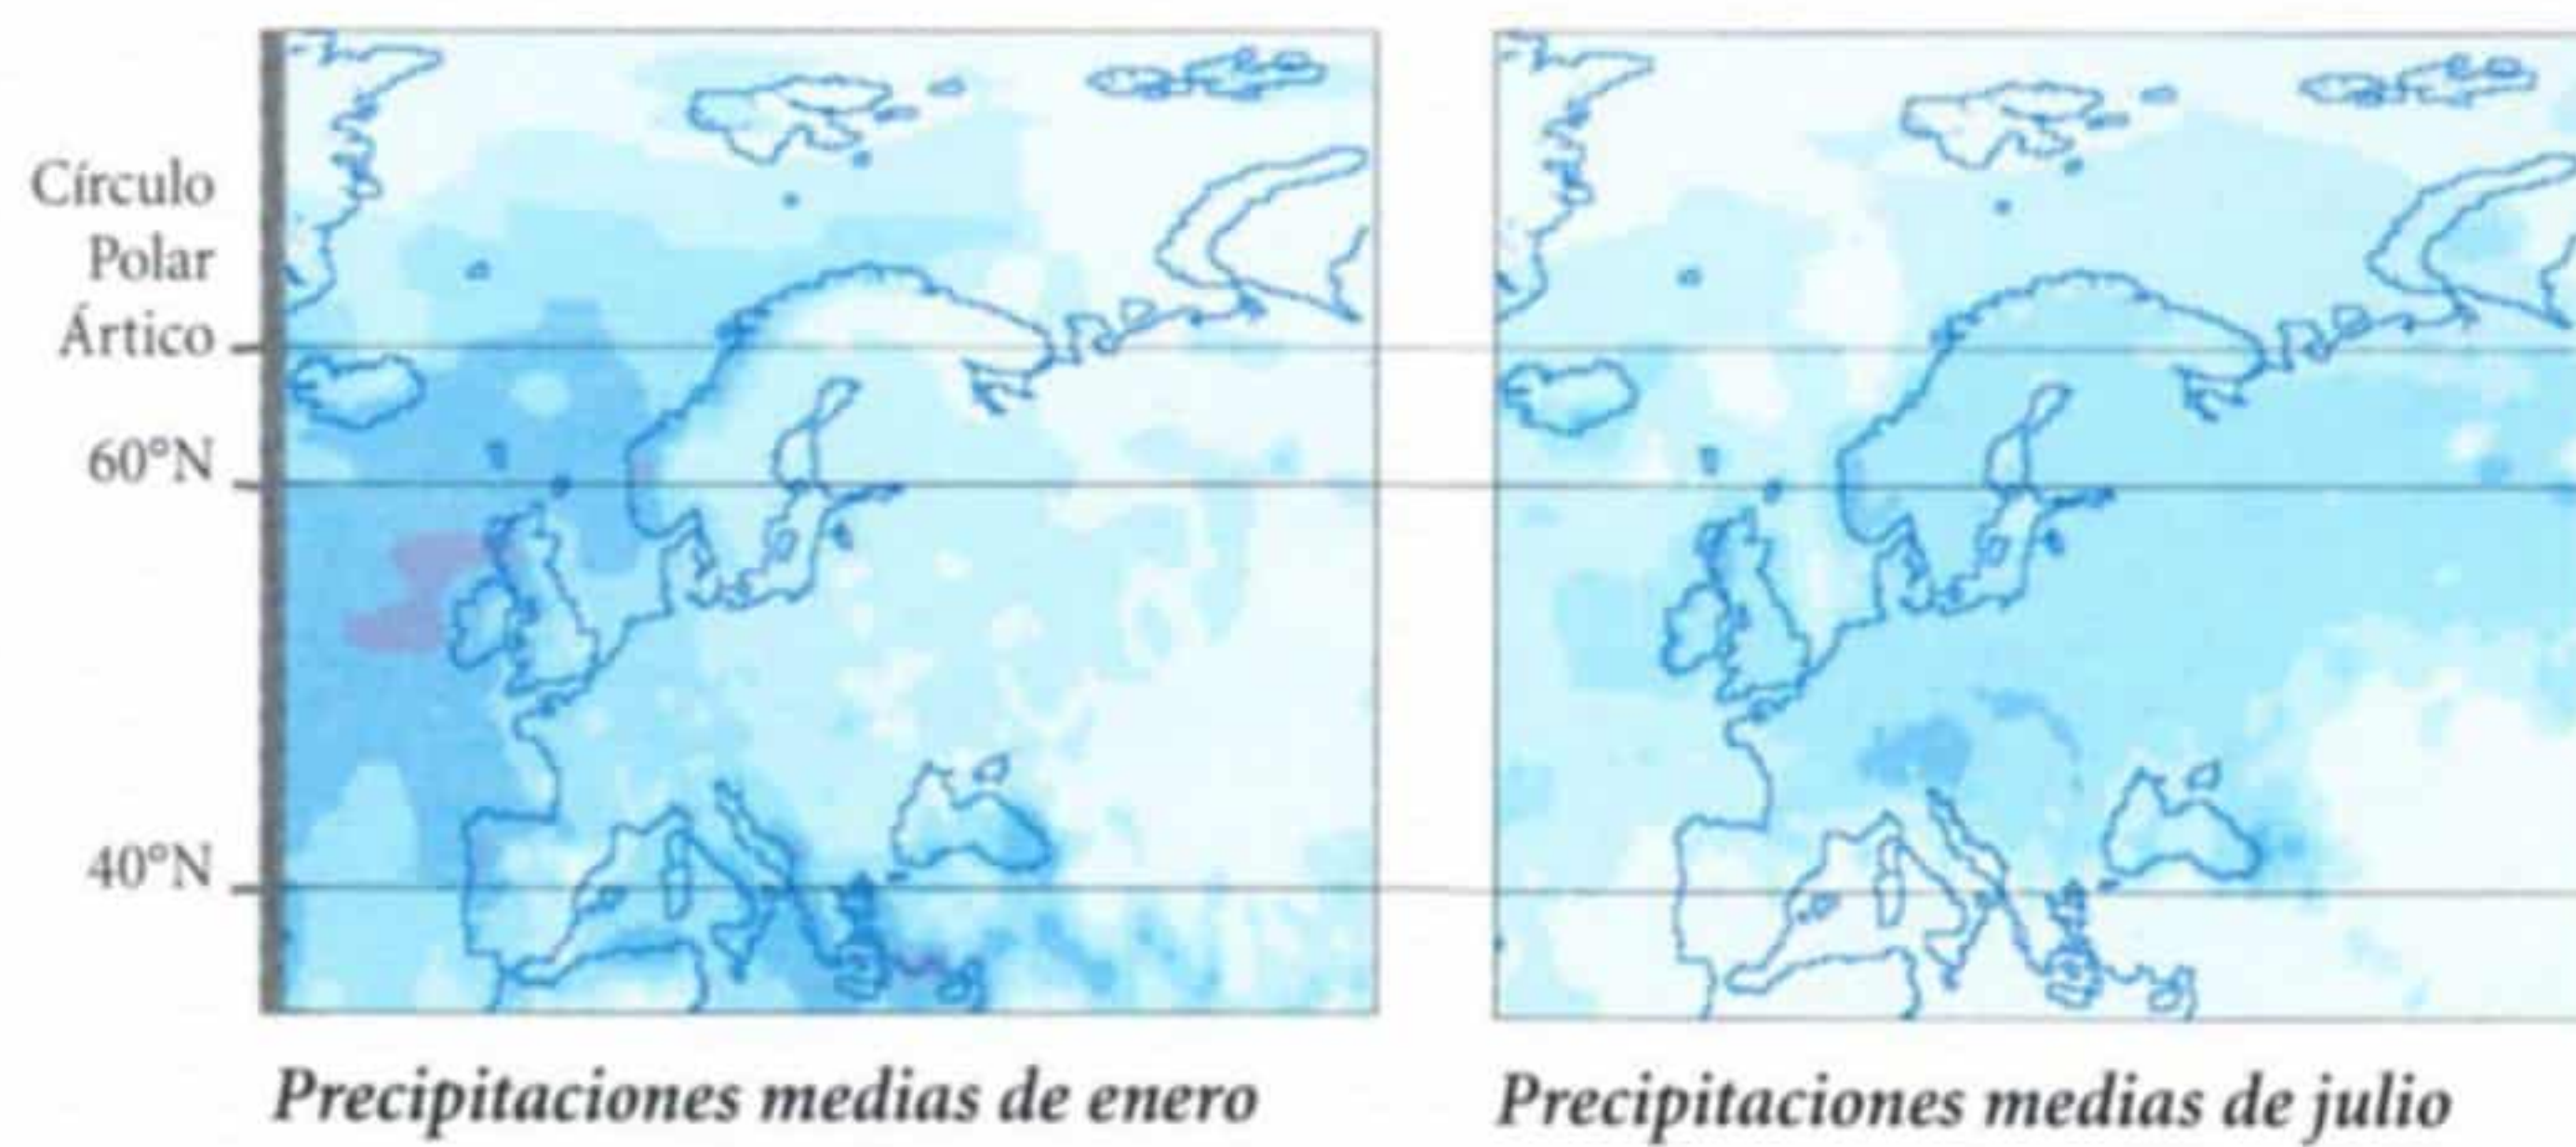 Círculo
Polar
Ártico
60°N
40°N
Precipitaciones medias de enero
Precipitaciones medias de julio